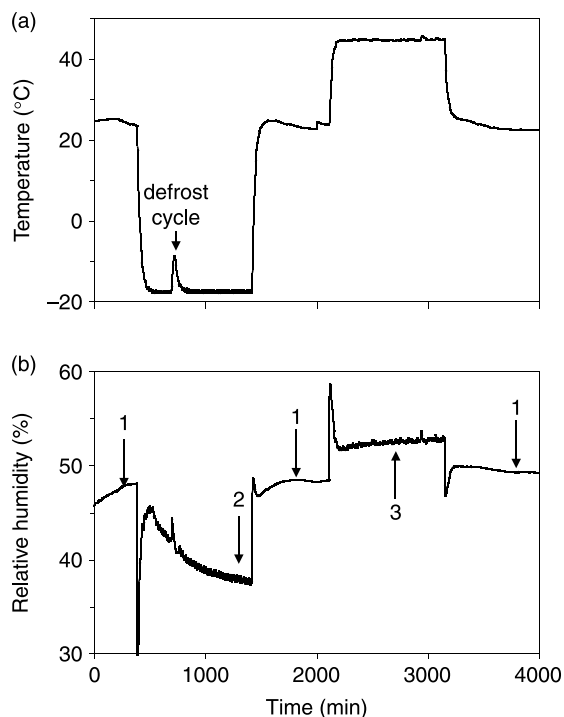 (a)
40
20
0
−20
Temperature (°C)
defrost
cycle
(b)
60
50
40
30
Relative humidity (%)
1
2
1
3
1
0
1000
2000
3000
4000
Time (min)